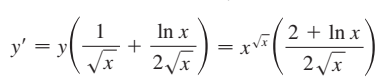 y′ = y(1/√x + ln x/2√x) = x^√x(2 + ln x/2√x)